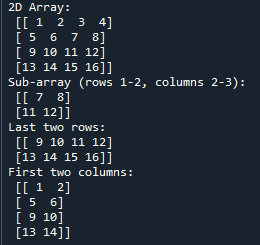 2D Array:
[[ 1  2  3  4]
 [ 5  6  7  8]
 [ 9 10 11 12]
 [13 14 15 16]]
Sub-array (rows 1-2, columns 2-3):
[[ 7  8]
 [11 12]]
Last two rows:
[[ 9 10 11 12]
 [13 14 15 16]]
First two columns:
[[ 1  2]
 [ 5  6]
 [ 9 10]
 [13 14]]